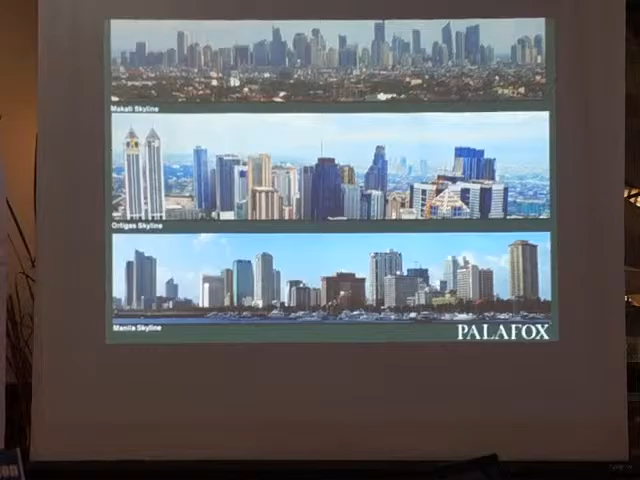 Makati Skyline
Ortigas Skyline
Manila Skyline
PALAFOX